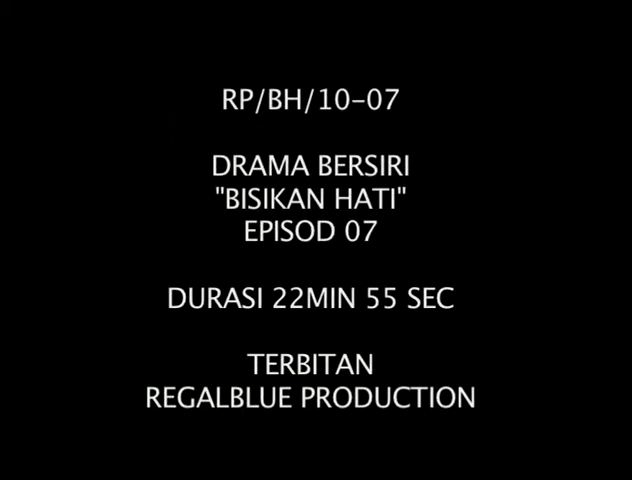 RP/BH/10-07
DRAMA BERSIRI
"BISIKAN HATI"
EPISOD 07
DURASI 22MIN 55 SEC
TERBITAN
REGALBLUE PRODUCTION